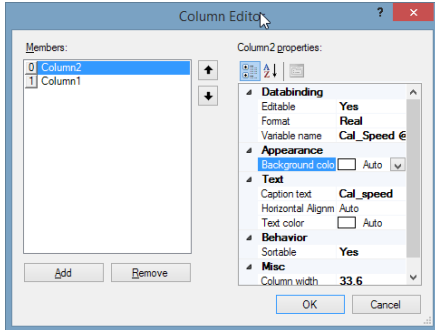 Column Editor
?
Members:
Column2 properties:
0 Column2
1 Column1
Databinding
Editable Yes
Format Real
Variable name Cal_Speed @
Appearance
Background colo Auto
Text
Caption text Cal_speed
Horizontal Alignm Auto
Text color Auto
Behavior
Sortable Yes
Misc
Column width 33.6
Add
Remove
OK
Cancel